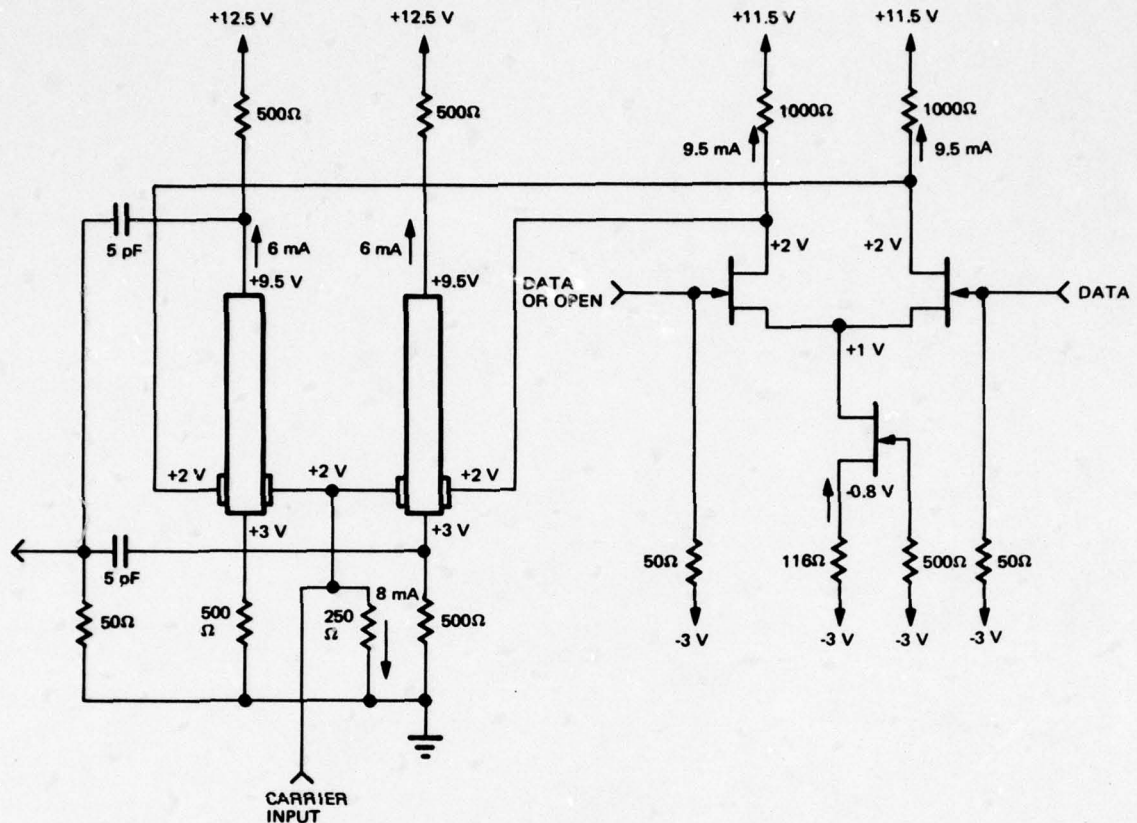 +12.5 V
+12.5 V
+11.5 V
+11.5 V
500Ω
500Ω
1000Ω
1000Ω
9.5 mA
9.5 mA
5 pF
6 mA
6 mA
+2 V
+2 V
+9.5 V
+9.5V
DATA
OR OPEN
DATA
+1 V
+2 V
+2 V
+2 V
-0.8 V
+3 V
+3 V
5 pF
50Ω
116Ω
500Ω
50Ω
8 mA
50Ω
500
Ω
250
Ω
500Ω
-3 V
-3 V
-3 V
-3 V
CARRIER
INPUT